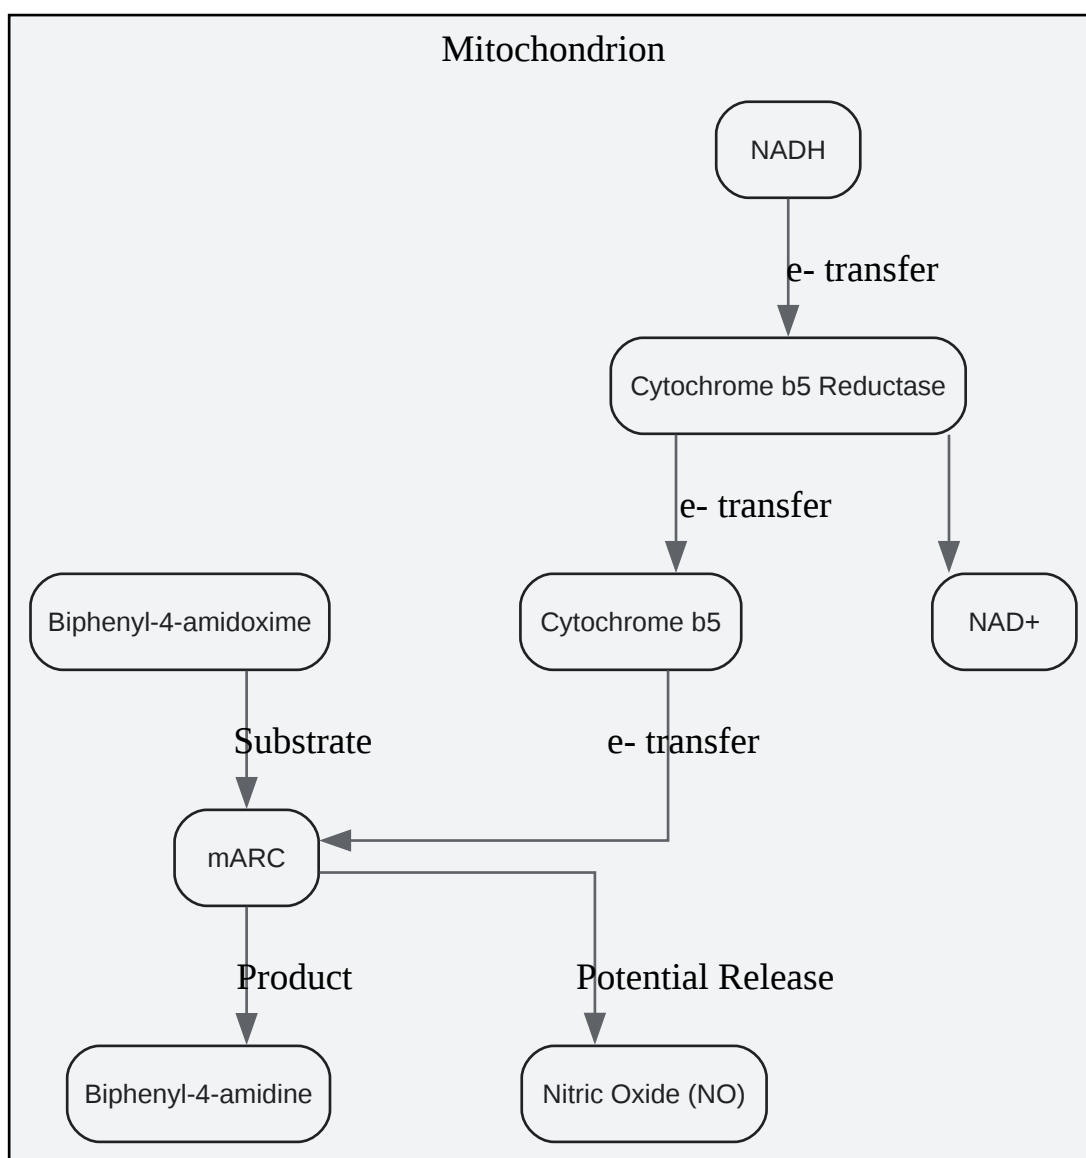 Mitochondrion
NADH
e- transfer
Cytochrome b5 Reductase
e- transfer
Biphenyl-4-amidoxime
Cytochrome b5
NAD+
Substrate
e- transfer
mARC
Product
Potential Release
Biphenyl-4-amidine
Nitric Oxide (NO)